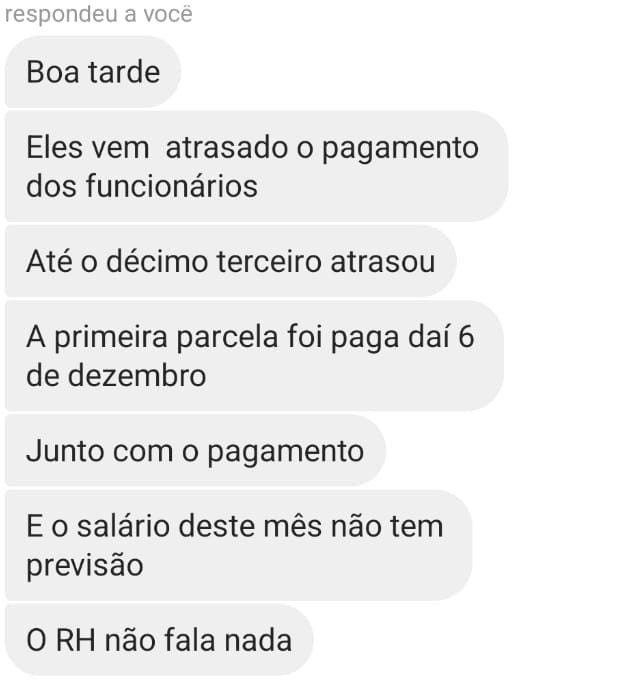 respondeu a você
Boa tarde
Eles vem  atrasado o pagamento
dos funcionários
Até o décimo terceiro atrasou
A primeira parcela foi paga daí 6
de dezembro
Junto com o pagamento
E o salário deste mês não tem
previsão
O RH não fala nada